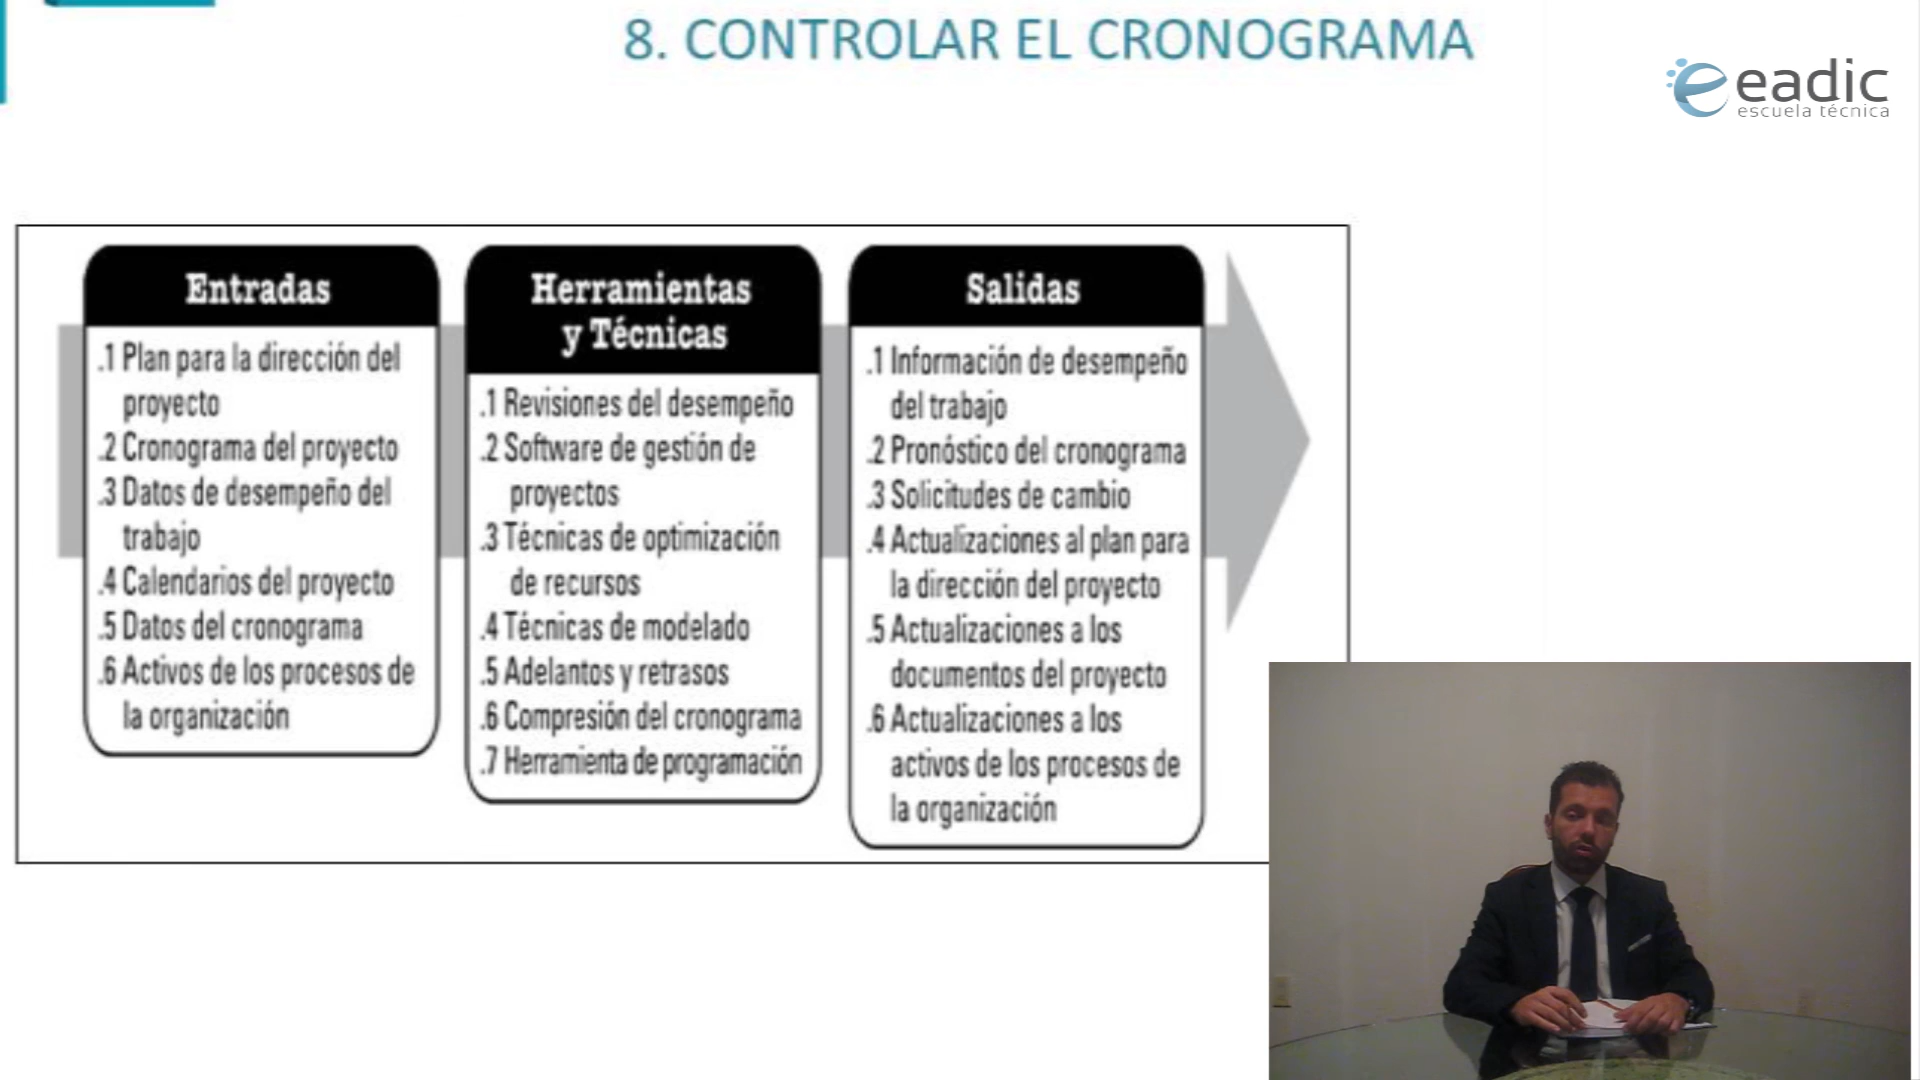 8. CONTROLAR EL CRONOGRAMA
eadic
escuela técnica
Entradas
.1 Plan para la dirección del
proyecto
.2 Cronograma del proyecto
.3 Datos de desempeño del
trabajo
.4 Calendarios del proyecto
.5 Datos del cronograma
.6 Activos de los procesos de
la organización
Herramientas
y Técnicas
.1 Revisiones del desempeño
.2 Software de gestión de
proyectos
.3 Técnicas de optimización
de recursos
.4 Técnicas de modelado
.5 Adelantos y retrasos
.6 Compresión del cronograma
.7 Herramienta de programación
Salidas
.1 Información de desempeño
del trabajo
.2 Pronóstico del cronograma
.3 Solicitudes de cambio
.4 Actualizaciones al plan para
la dirección del proyecto
.5 Actualizaciones a los
documentos del proyecto
.6 Actualizaciones a los
activos de los procesos de
la organización